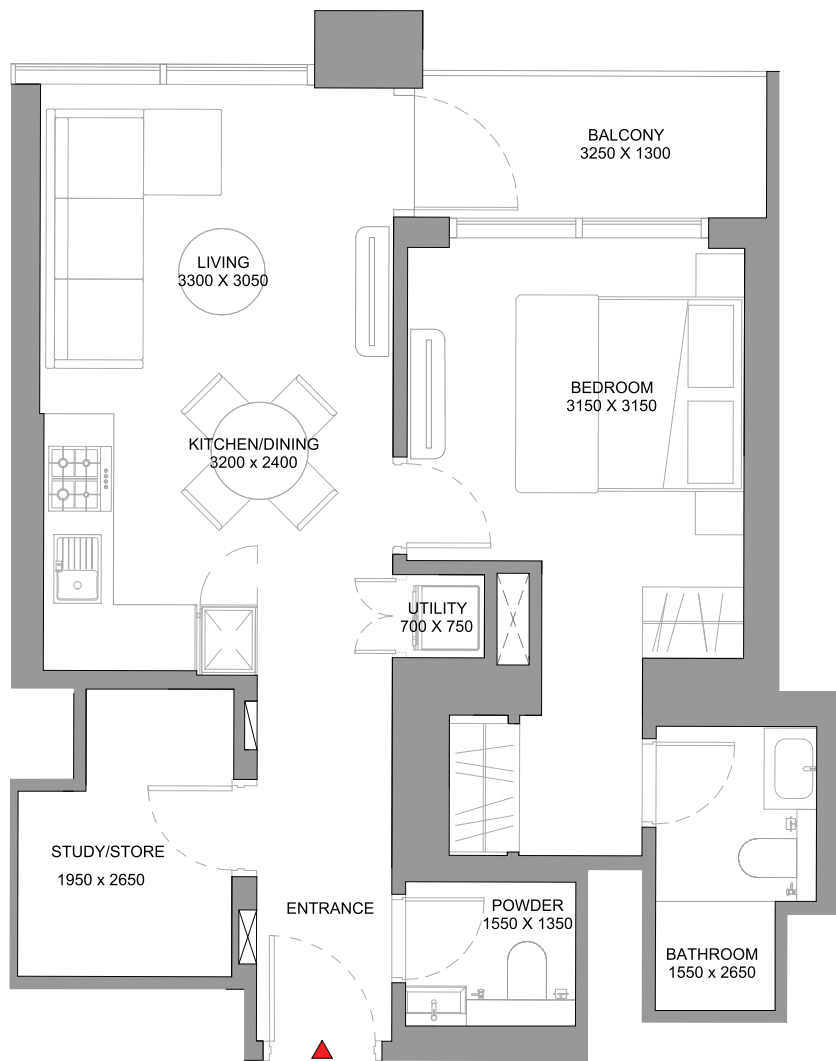 BALCONY
3250 X 1300
LIVING
3300 X 3050
BEDROOM
3150 X 3150
KITCHEN/DINING
3200 x 2400
UTILITY
700 X 750
STUDY/STORE
1950 x 2650
ENTRANCE
POWDER
1550 X 1350
BATHROOM
1550 x 2650